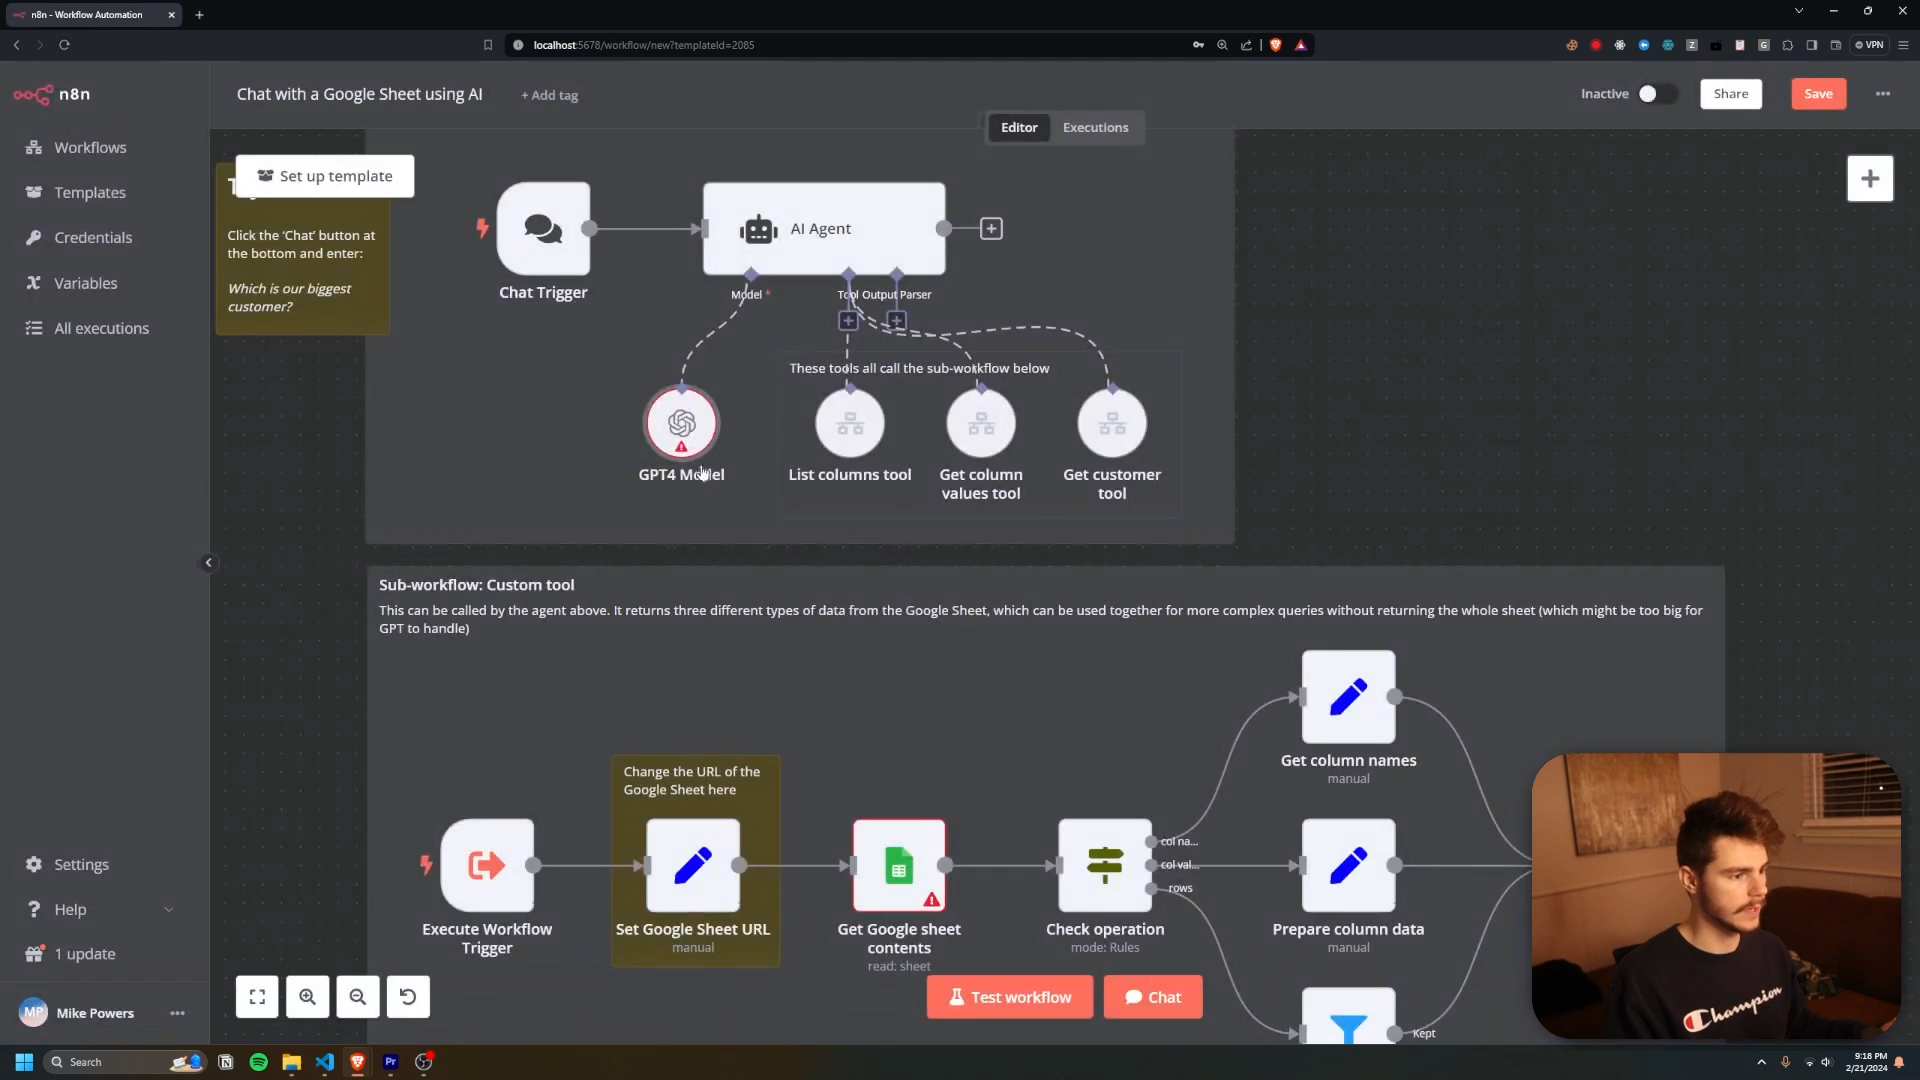 n8n - Workflow Automation
localhost:5678/workflow/new?templateId=2085
VPN
n8n
Chat with a Google Sheet using AI
+ Add tag
Inactive
Share
Save
Editor
Executions
Workflows
Templates
Credentials
Variables
All executions
Set up template
Click the 'Chat' button at
the bottom and enter:
Which is our biggest
customer?
Chat Trigger
AI Agent
Model *
Tool
Output Parser
These tools all call the sub-workflow below
GPT4 Model
List columns tool
Get column
values tool
Get customer
tool
Sub-workflow: Custom tool
This can be called by the agent above. It returns three different types of data from the Google Sheet, which can be used together for more complex queries without returning the whole sheet (which might be too big for
GPT to handle)
Change the URL of the
Google Sheet here
Execute Workflow
Trigger
Set Google Sheet URL
manual
Get Google sheet
contents
read: sheet
Check operation
mode: Rules
col na...
col val...
rows
Get column names
manual
Prepare column data
manual
Kept
Settings
Help
1 update
MP
Mike Powers
Test workflow
Chat
Champion
Search
Pr
9:18 PM
2/21/2024